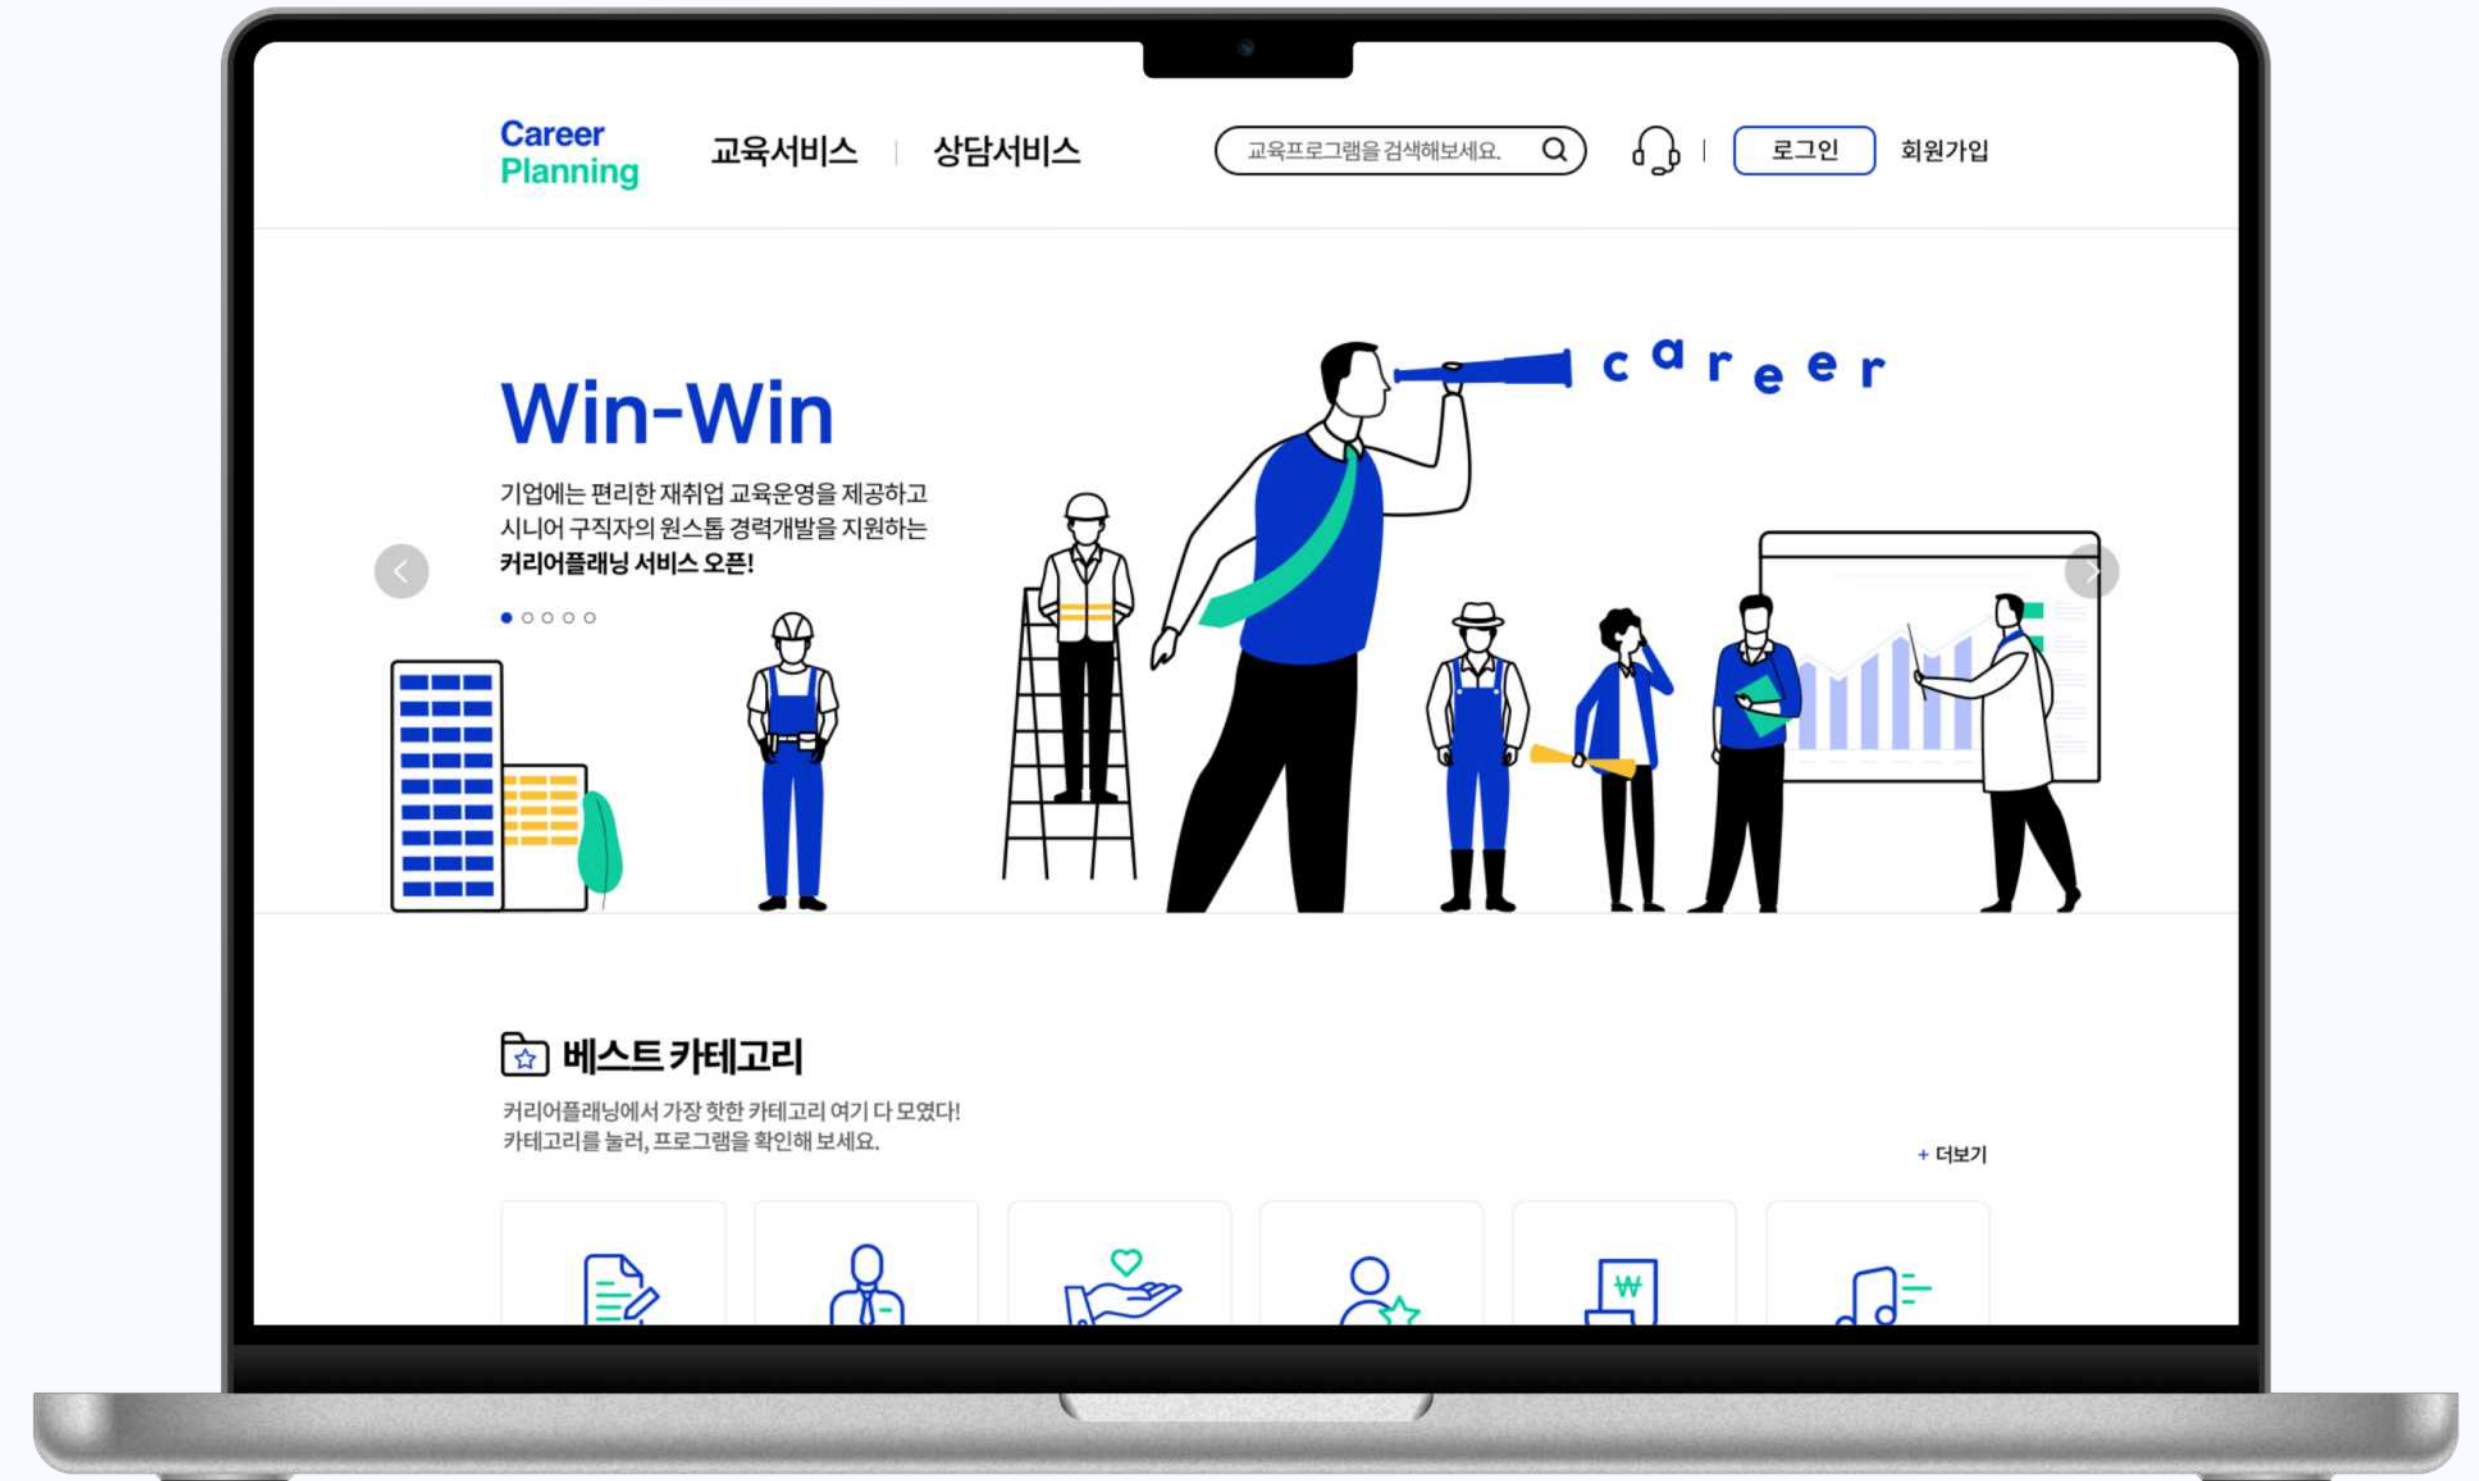 Career
Planning
교육서비스
상담서비스
교육프로그램을 검색해보세요.
로그인
회원가입
career
Win-Win
기업에는 편리한 재취업 교육운영을 제공하고
시니어 구직자의 원스톱 경력개발을 지원하는
커리어플래닝 서비스 오픈!
베스트 카테고리
커리어플래닝에서 가장 핫한 카테고리 여기 다 모였다!
카테고리를 눌러, 프로그램을 확인해 보세요.
+ 더보기
₩